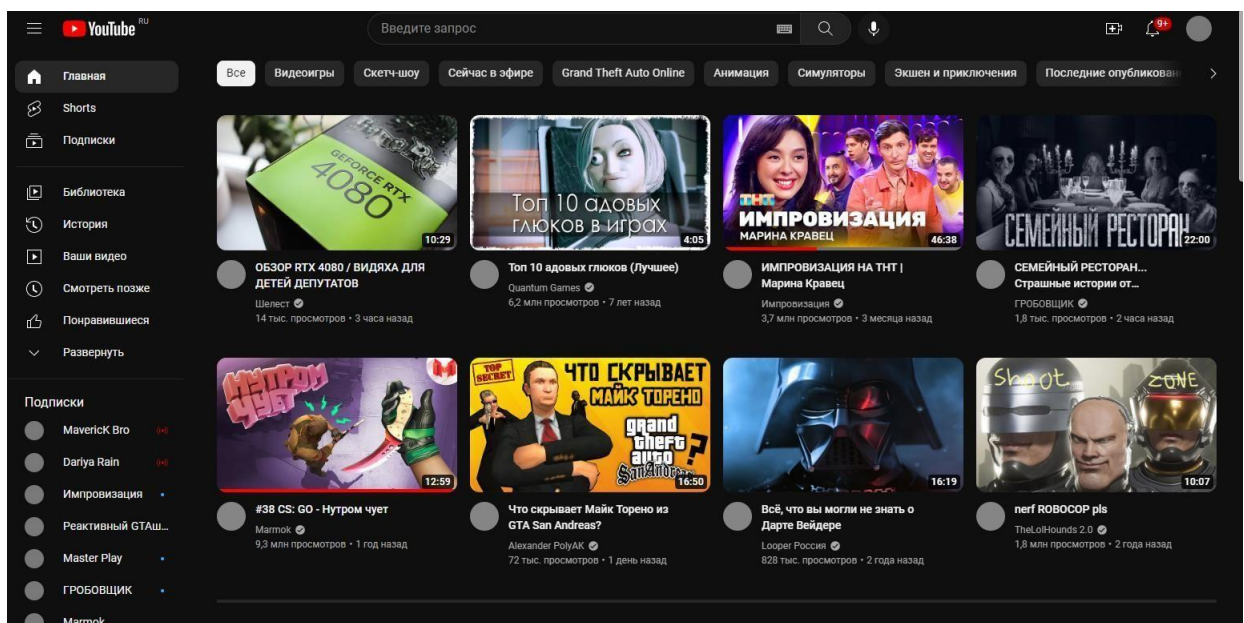 YouTube RU
Введите запрос
9+
Главная
Shorts
Подписки
Библиотека
История
Ваши видео
Смотреть позже
Понравившиеся
Развернуть
Подписки
MavericK Bro
Dariya Rain
Импровизация
Реактивный GTAш...
Master Play
ГРОБОВЩИК
Marmok
Все Видеоигры Скетч-шоу Сейчас в эфире Grand Theft Auto Online Анимация Симуляторы Экшен и приключения Последние опубликован
GEFORCE RTX
4080
10:29
ОБЗОР RTX 4080 / ВИДЯХА ДЛЯ
ДЕТЕЙ ДЕПУТАТОВ
Шелест
14 тыс. просмотров • 3 часа назад
Топ 10 адовых
глюков в играх
4:05
Топ 10 адовых глюков (Лучшее)
Quantum Games
6,2 млн просмотров • 7 лет назад
ТНТ
ИМПРОВИЗАЦИЯ
МАРИНА КРАВЕЦ
46:38
ИМПРОВИЗАЦИЯ НА ТНТ |
Марина Кравец
Импровизация
3,7 млн просмотров • 3 месяца назад
СЕМЕЙНЫЙ РЕСТОРАН
22:00
СЕМЕЙНЫЙ РЕСТОРАН...
Страшные истории от...
ГРОБОВЩИК
1,8 тыс. просмотров • 2 часа назад
НУТРОМ
ЧУЕТ
12:59
#38 CS: GO - Нутром чует
Marmok
9,3 млн просмотров • 1 год назад
TOP
SECRET
ЧТО СКРЫВАЕТ
МАЙК ТОРЕНО
grand
theft
auto
SanAndreas
?
16:50
Что скрывает Майк Торено из
GTA San Andreas?
Alexander PolyAK
72 тыс. просмотров • 1 день назад
16:19
Всё, что вы могли не знать о
Дарте Вейдере
Looper Россия
828 тыс. просмотров • 2 года назад
Shoot ZONE
10:07
nerf ROBOCOP pls
TheLolHounds 2.0
1,8 млн просмотров • 2 года назад